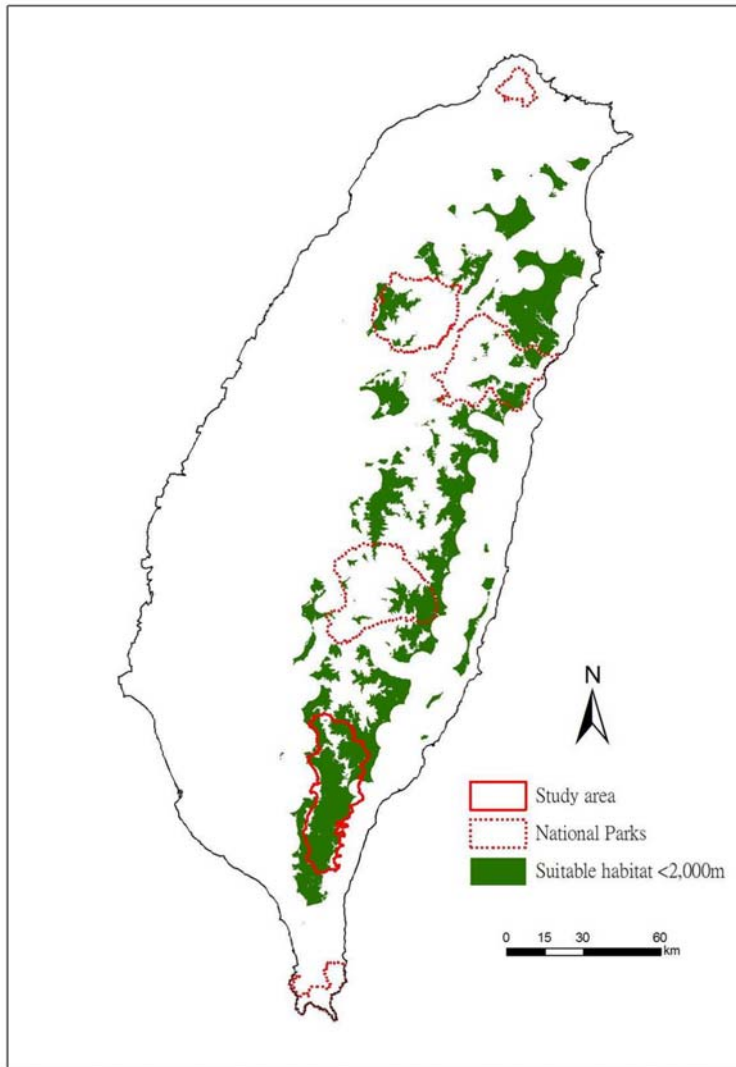 N
Study area
National Parks
Suitable habitat <2,000m
0 15 30 60
km